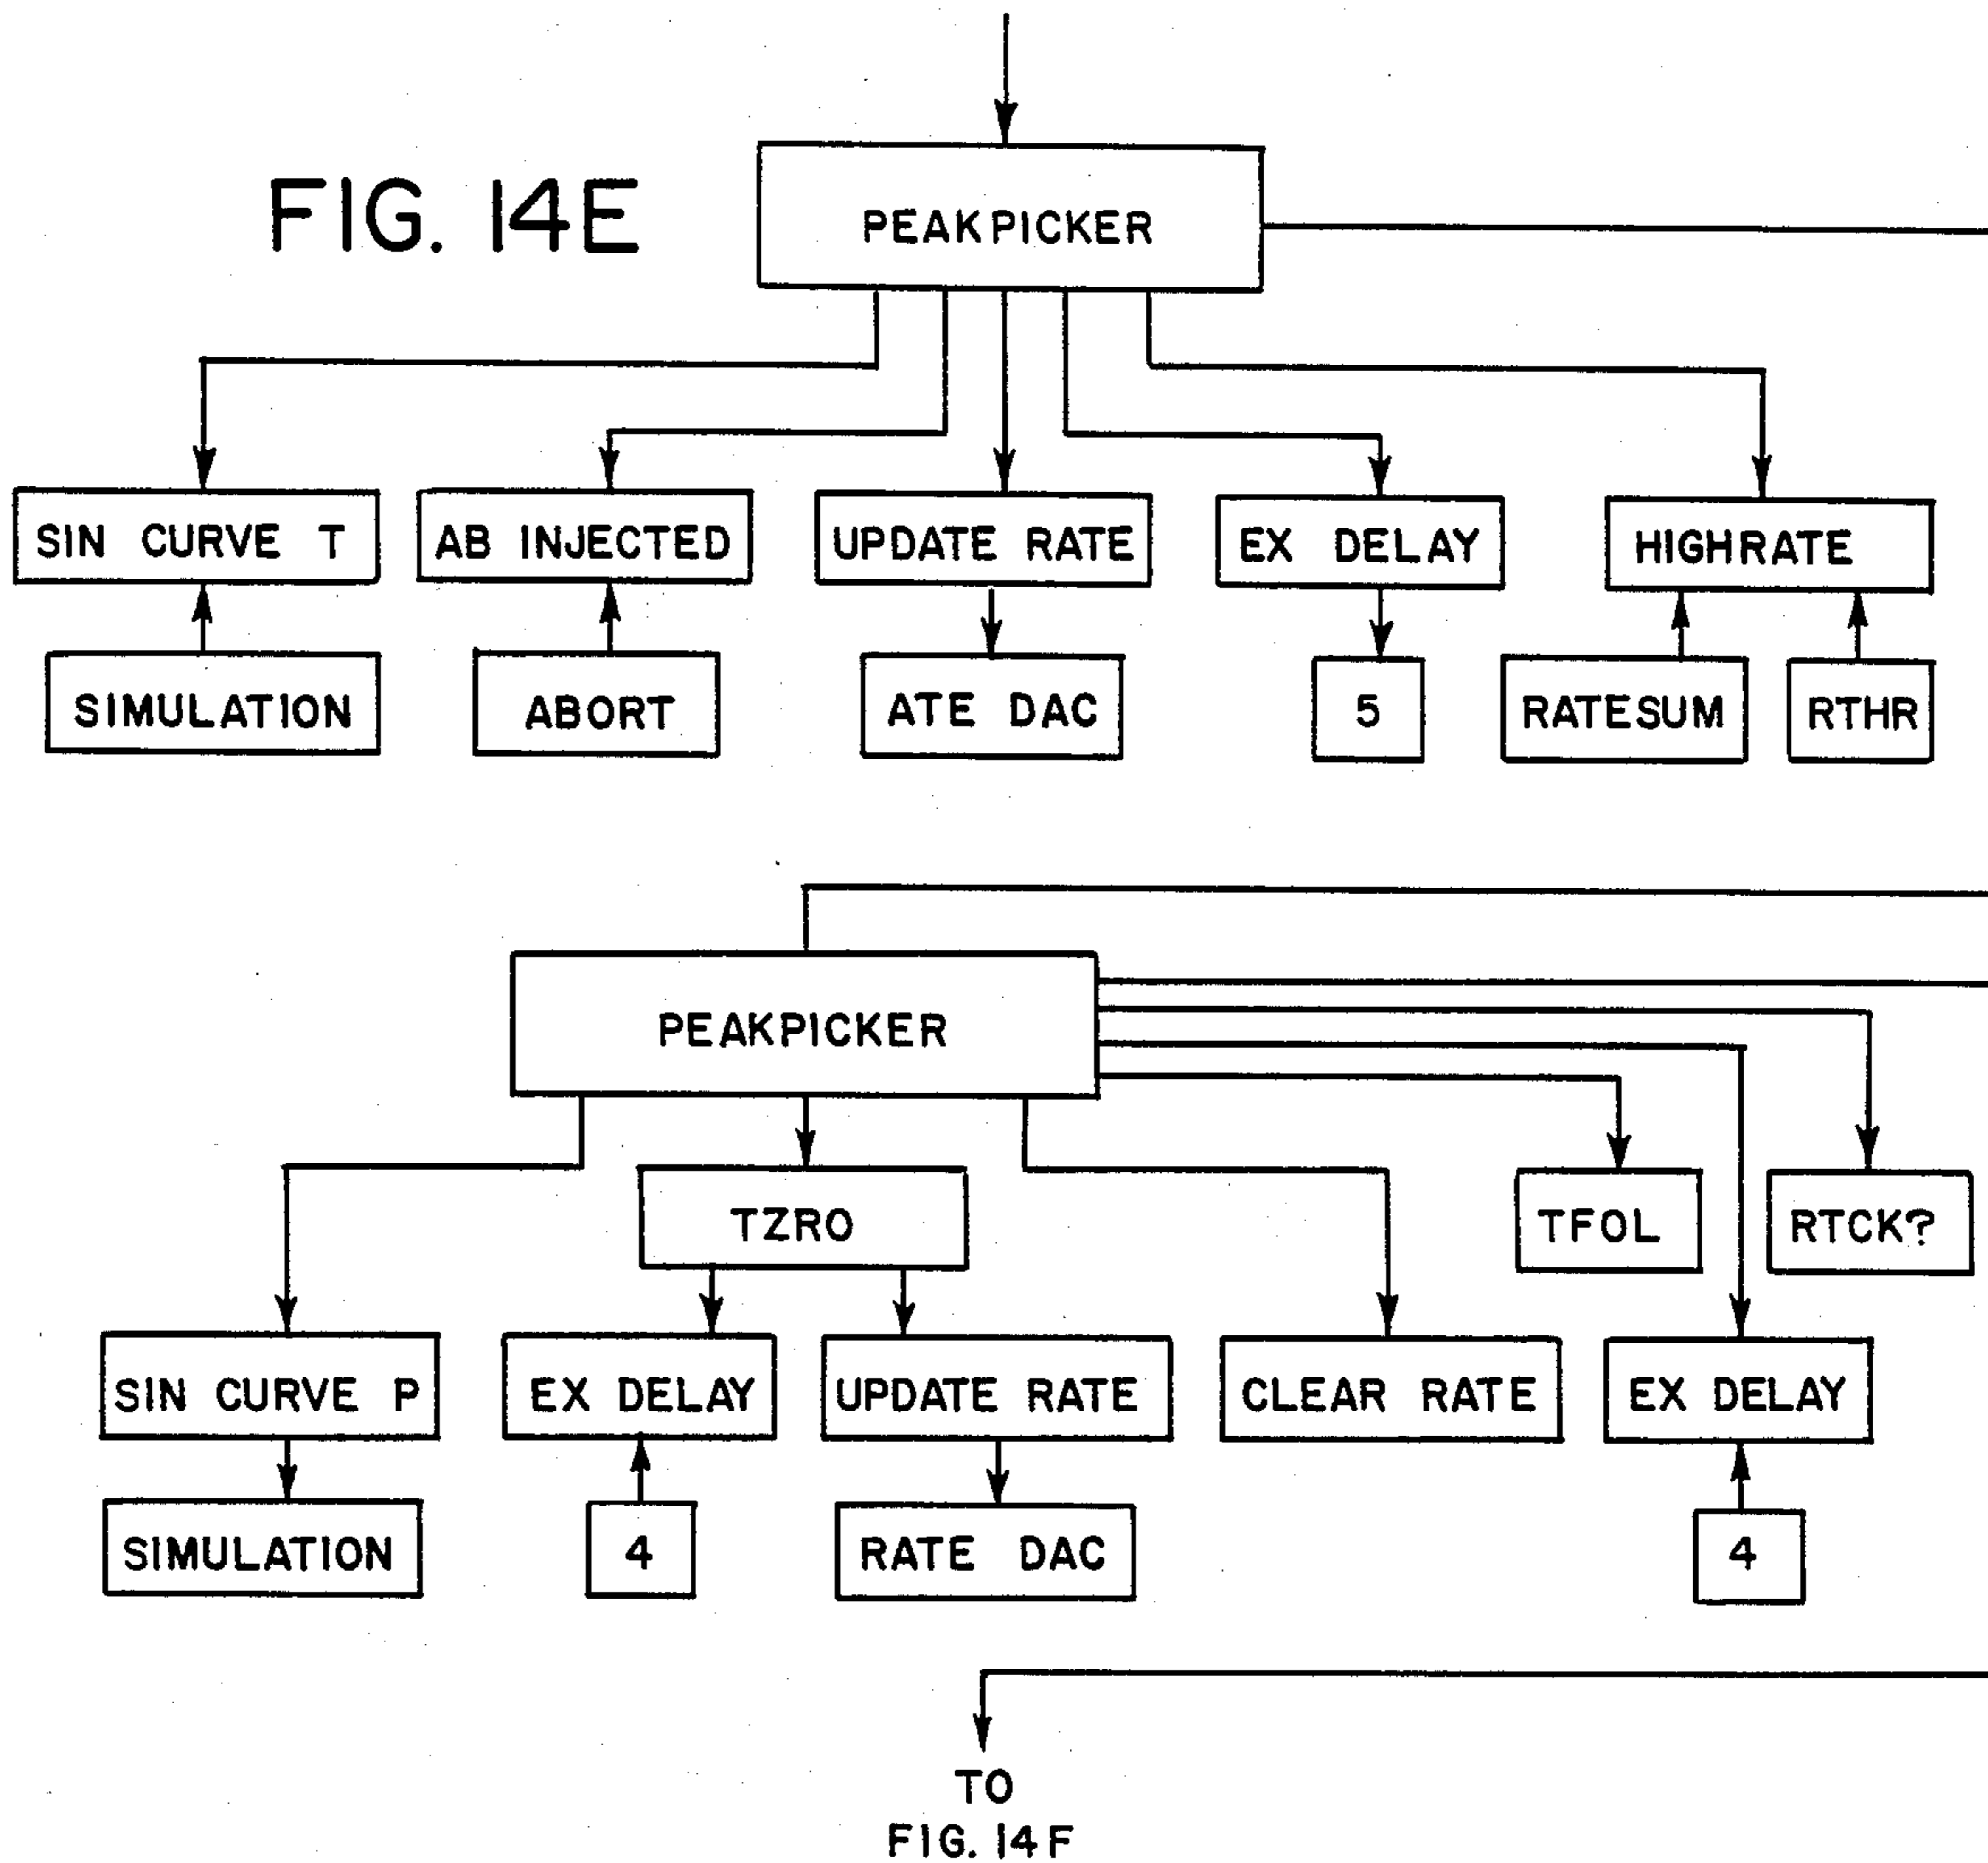 FIG. 14E
PEAKPICKER
SIN CURVE T
AB INJECTED
UPDATE RATE
EX DELAY
HIGHRATE
SIMULATION
ABORT
ATE DAC
5
RATESUM
RTHR
PEAKPICKER
TZRO
TFOL
RTCK?
SIN CURVE P
EX DELAY
UPDATE RATE
CLEAR RATE
EX DELAY
SIMULATION
4
RATE DAC
4
TO
FIG. 14F